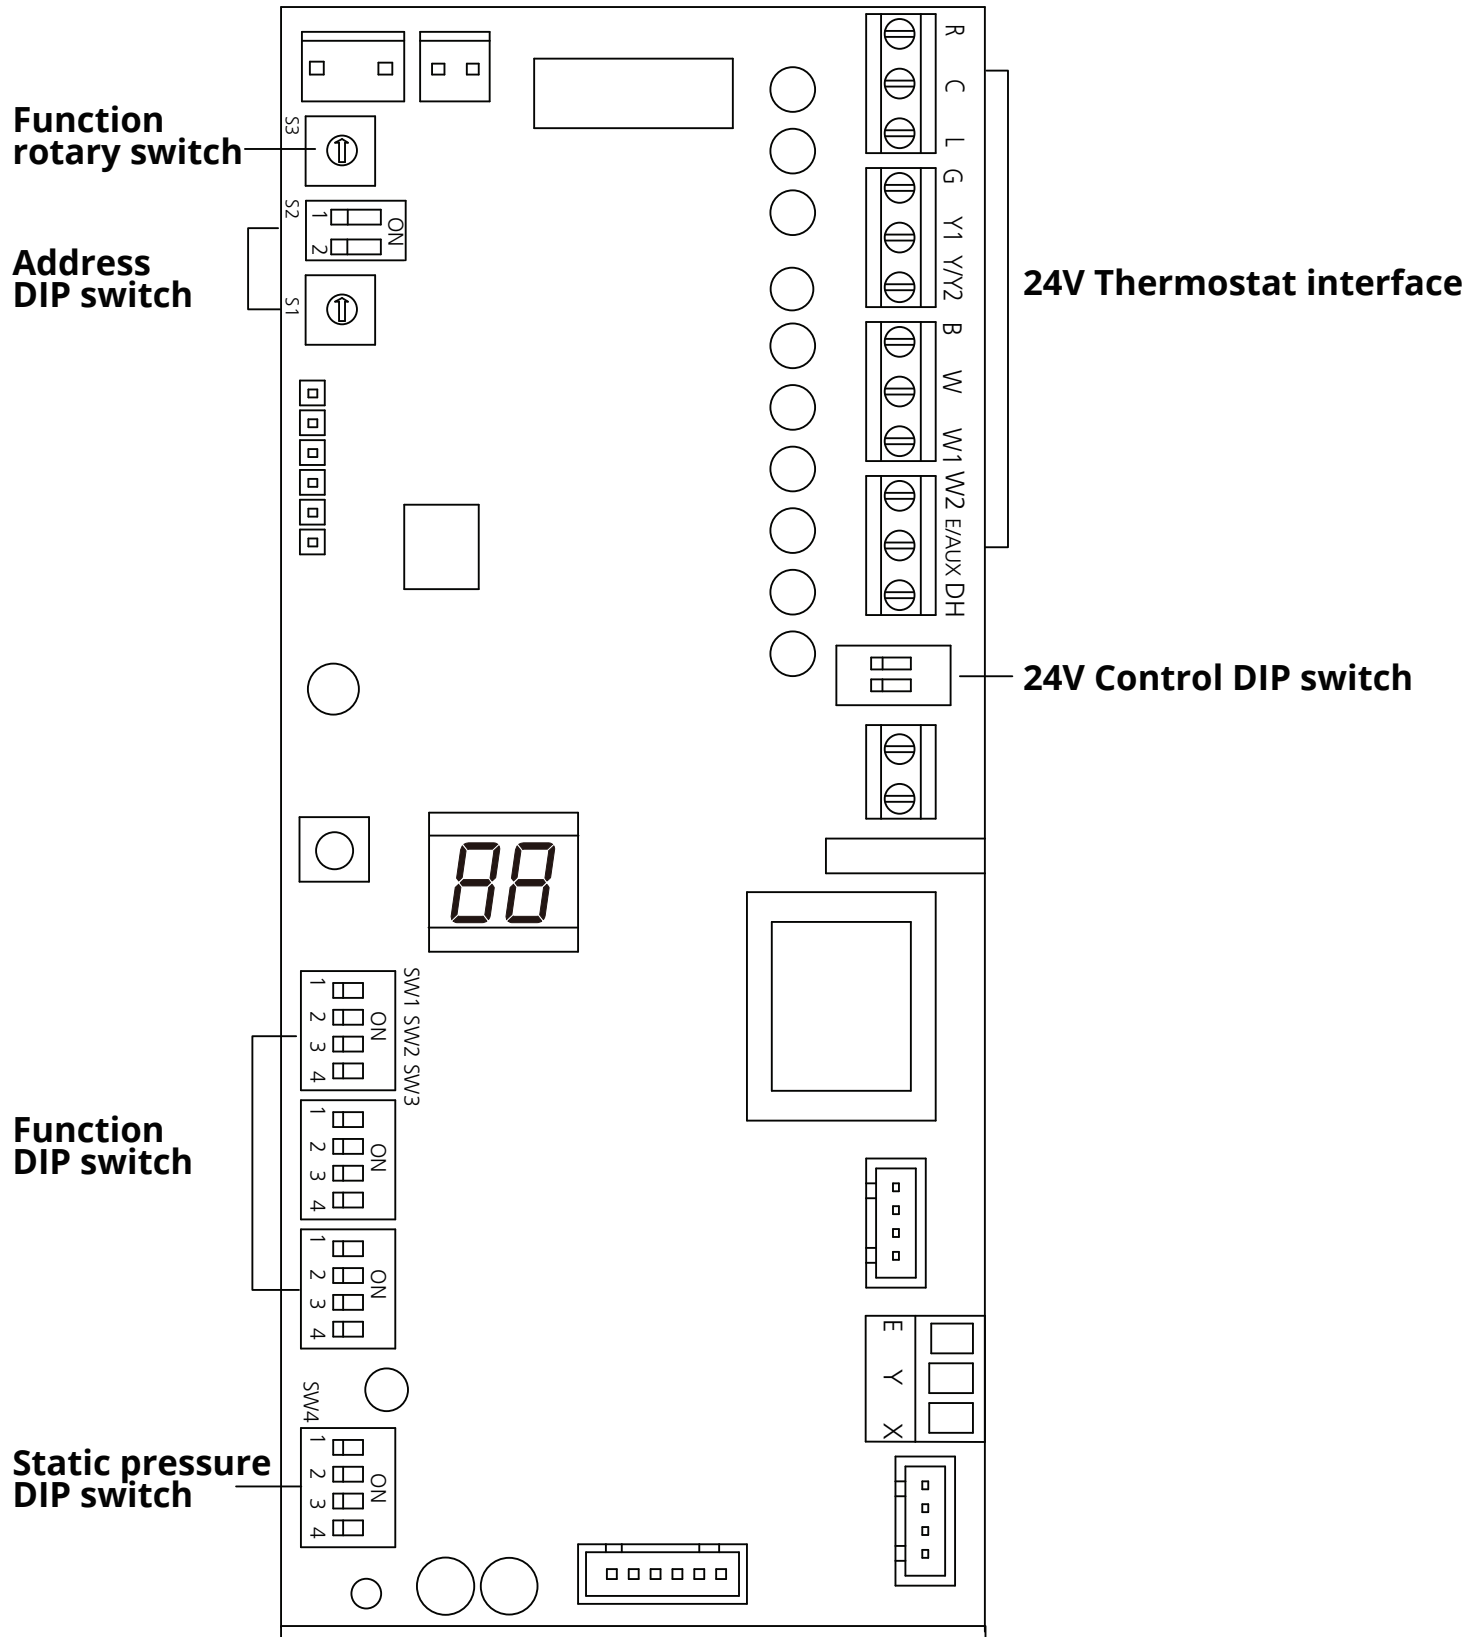 Function
rotary switch
S3
S2
1
2
ON
Address
DIP switch
S1
R
C
L
G
Y1
Y/Y2
B
W
W1
W2
E/AUX
DH
24V Thermostat interface
24V Control DIP switch
88
Function
DIP switch
SW1 SW2 SW3
1
2
3
4
ON
1
2
3
4
ON
1
2
3
4
ON
E
Y
X
Static pressure
DIP switch
SW4
1
2
3
4
ON